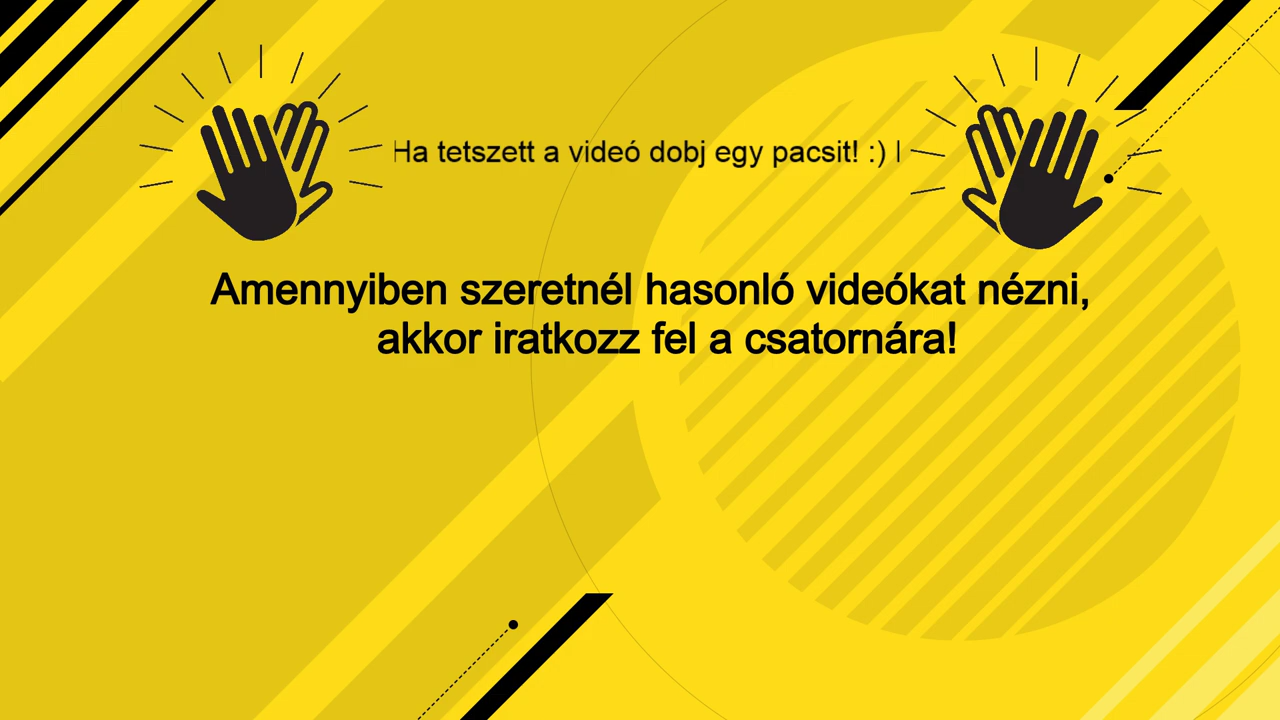 Ha tetszett a videó dobj egy pacsit! :)
Amennyiben szeretnél hasonló videókat nézni,
akkor iratkozz fel a csatornára!